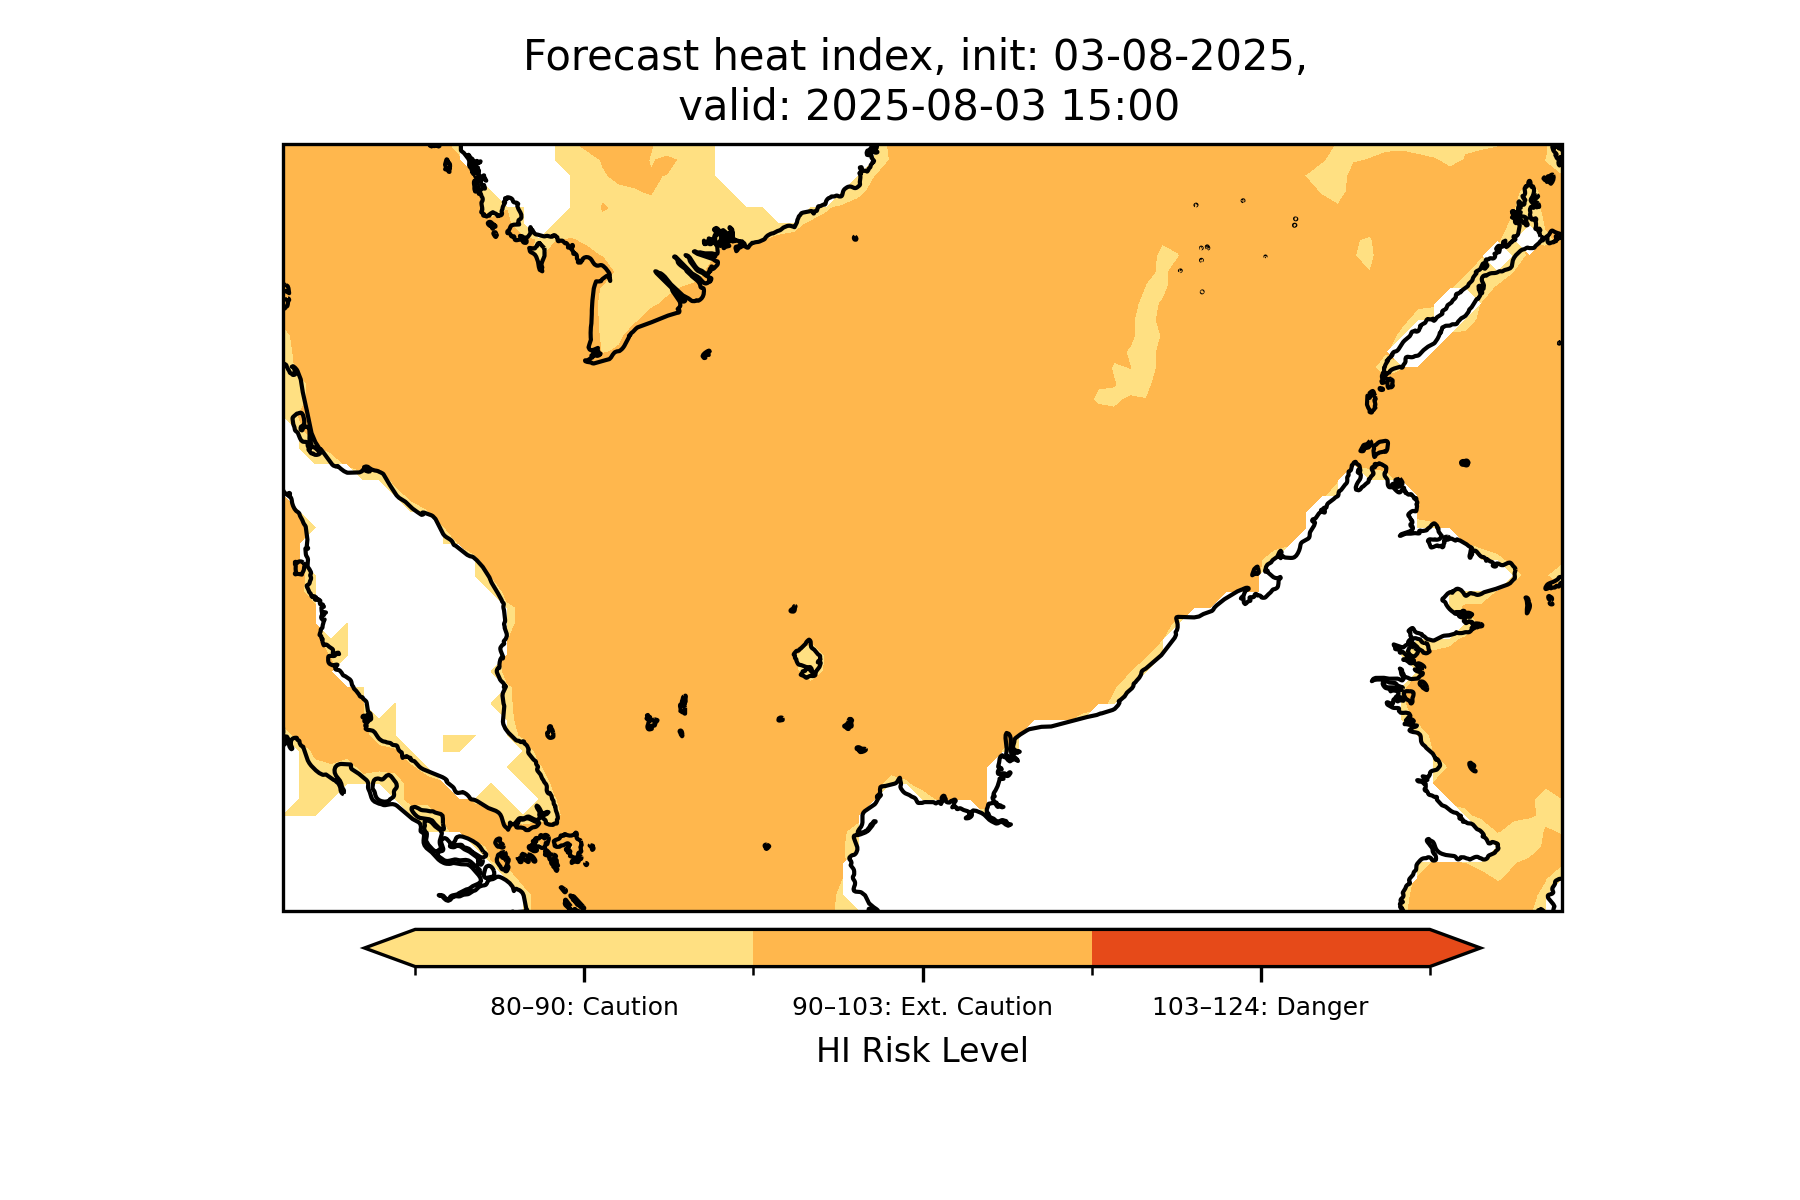 Forecast heat index, init: 03-08-2025,
valid: 2025-08-03 15:00
80–90: Caution
90–103: Ext. Caution
103–124: Danger
HI Risk Level